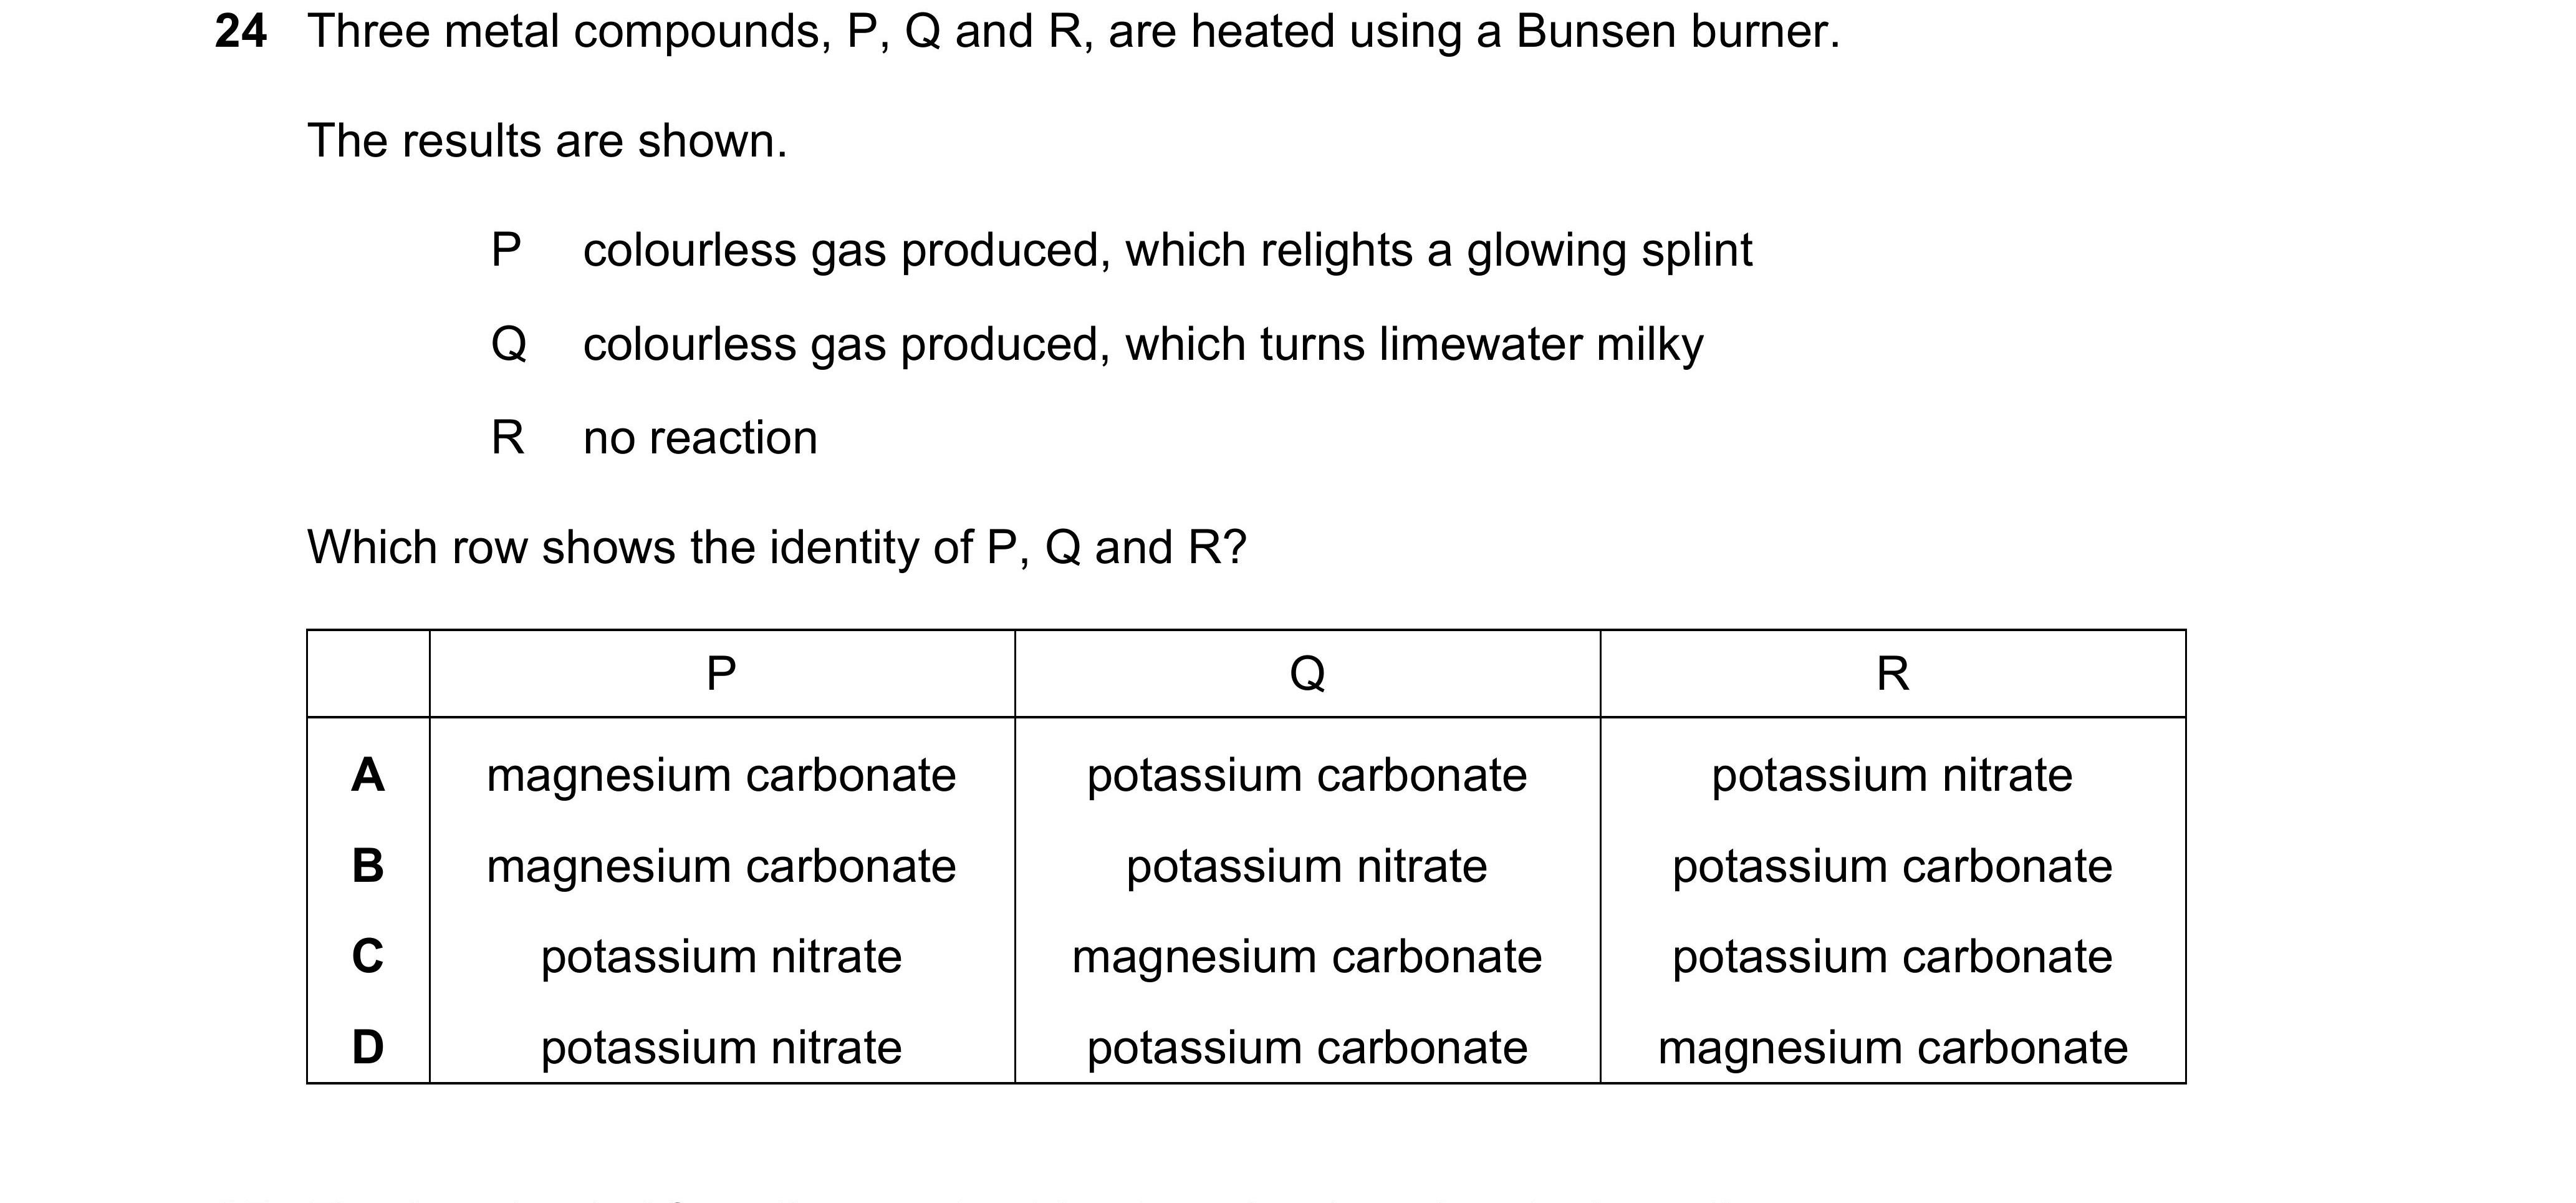 24 Three metal compounds, P, Q and R, are heated using a Bunsen burner.
The results are shown.
P colourless gas produced, which relights a glowing splint
Q colourless gas produced, which turns limewater milky
R no reaction
Which row shows the identity of P, Q and R?
P Q R
A magnesium carbonate potassium carbonate potassium nitrate
B magnesium carbonate potassium nitrate potassium carbonate
C potassium nitrate magnesium carbonate potassium carbonate
D potassium nitrate potassium carbonate magnesium carbonate